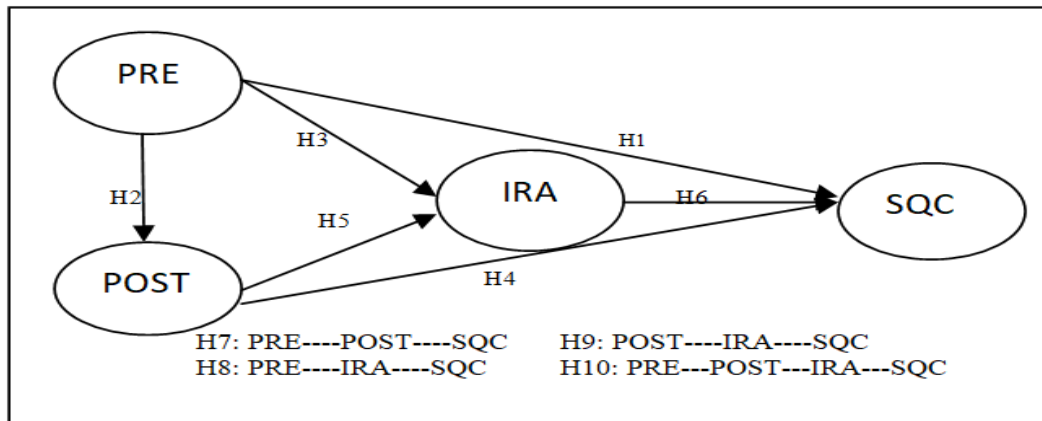 PRE
H1
H3
IRA
H2
H6
SQC
H5
POST
H4
H7: PRE----POST----SQC
H9: POST----IRA----SQC
H8: PRE----IRA----SQC
H10: PRE---POST---IRA---SQC